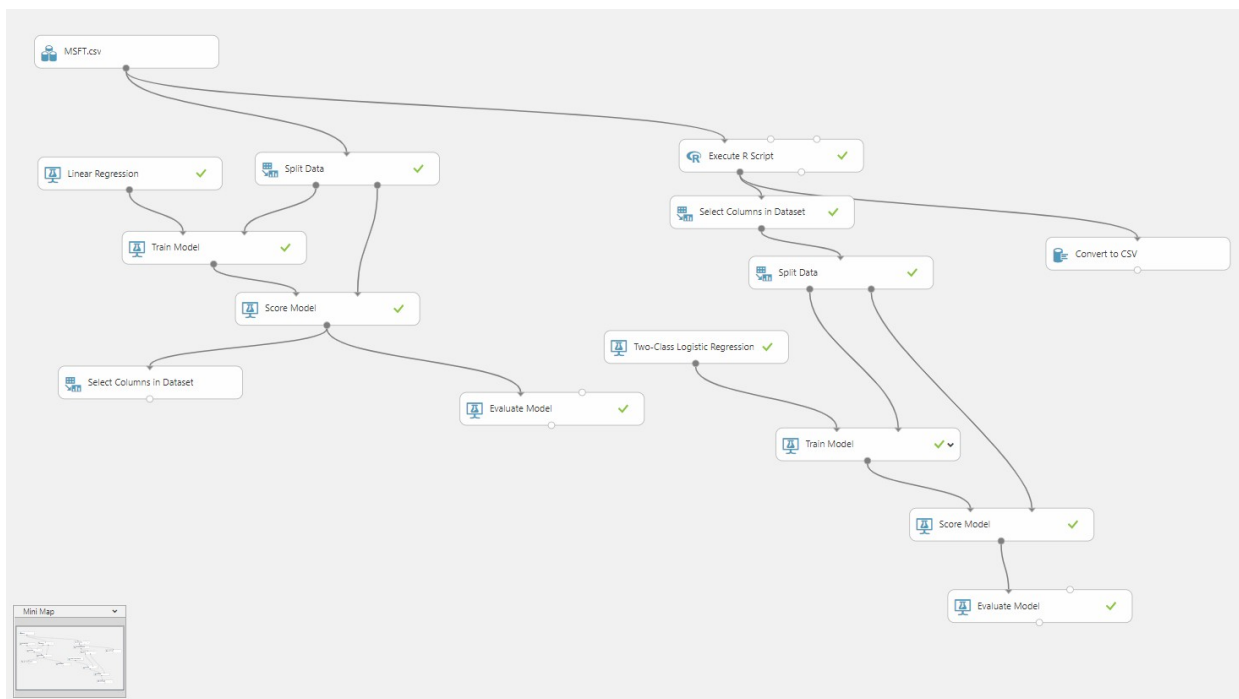 MSFT.csv
Linear Regression
Split Data
Train Model
Score Model
Select Columns in Dataset
Evaluate Model
Execute R Script
Select Columns in Dataset
Convert to CSV
Split Data
Two-Class Logistic Regression
Train Model
Score Model
Evaluate Model
Mini Map